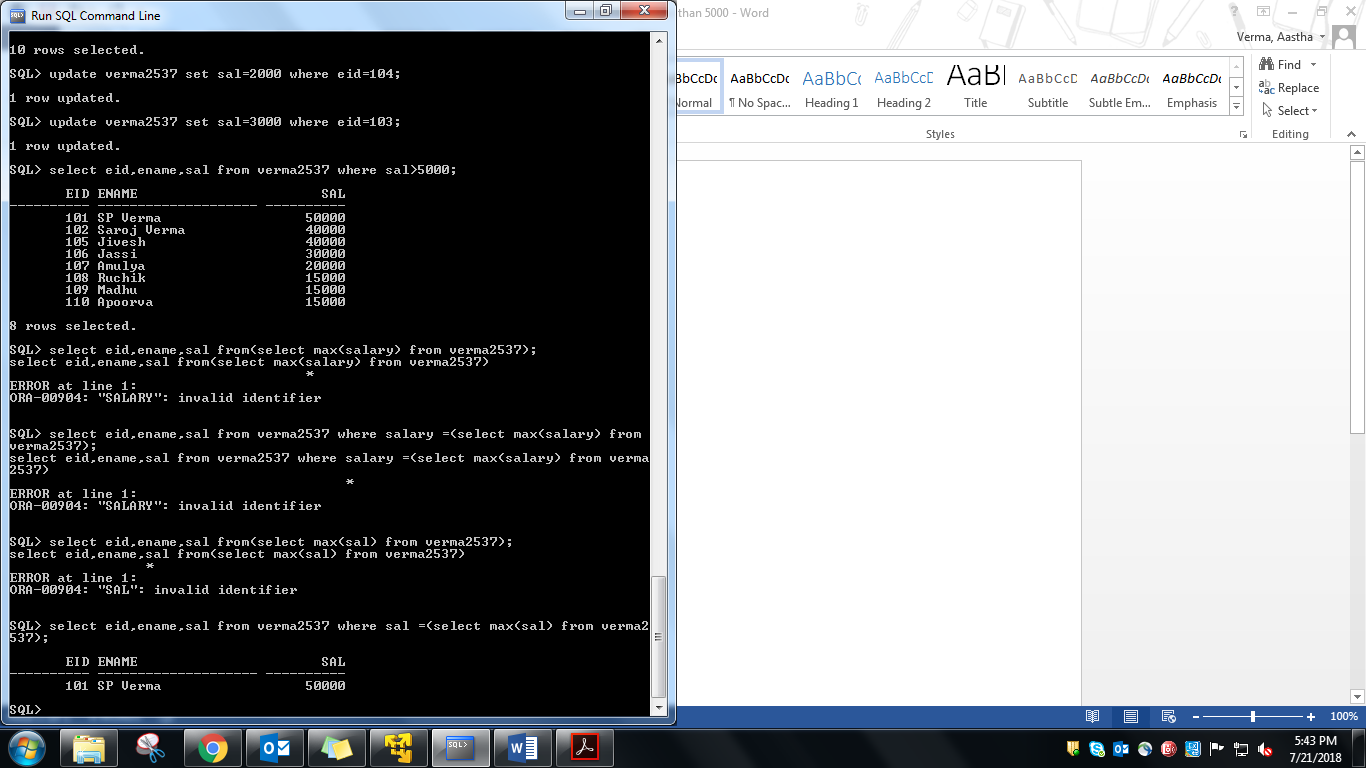 Run SQL Command Line
10 rows selected.
SQL> update verma2537 set sal=2000 where eid=104;
1 row updated.
SQL> update verma2537 set sal=3000 where eid=103;
1 row updated.
SQL> select eid,ename,sal from verma2537 where sal>5000;
EID ENAME SAL
---------- -------------------- ----------
101 SP Verma 50000
102 Saroj Verma 40000
105 Jivesh 40000
106 Jassi 30000
107 Amulya 20000
108 Ruchik 15000
109 Madhu 15000
110 Apoorva 15000
8 rows selected.
SQL> select eid,ename,sal from(select max(salary) from verma2537);
select eid,ename,sal from(select max(salary) from verma2537)
*
ERROR at line 1:
ORA-00904: "SALARY": invalid identifier
SQL> select eid,ename,sal from verma2537 where salary =(select max(salary) from
verma2537);
select eid,ename,sal from verma2537 where salary =(select max(salary) from verma
2537)
*
ERROR at line 1:
ORA-00904: "SALARY": invalid identifier
SQL> select eid,ename,sal from(select max(sal) from verma2537);
select eid,ename,sal from(select max(sal) from verma2537)
*
ERROR at line 1:
ORA-00904: "SAL": invalid identifier
SQL> select eid,ename,sal from verma2537 where sal =(select max(sal) from verma2
537);
EID ENAME SAL
---------- -------------------- ----------
101 SP Verma 50000
SQL>
than 5000 - Word
Verma, Aastha
AaBbCcDc AaBbCcDc AaBbCcD AaBbCcD AaBbCcD AaBbCcDc AaBbCcDc
Normal ¶ No Spac... Heading 1 Heading 2 Title Subtitle Subtle Em... Emphasis
Styles
Find
Replace
Select
Editing
100%
5:43 PM
7/21/2018